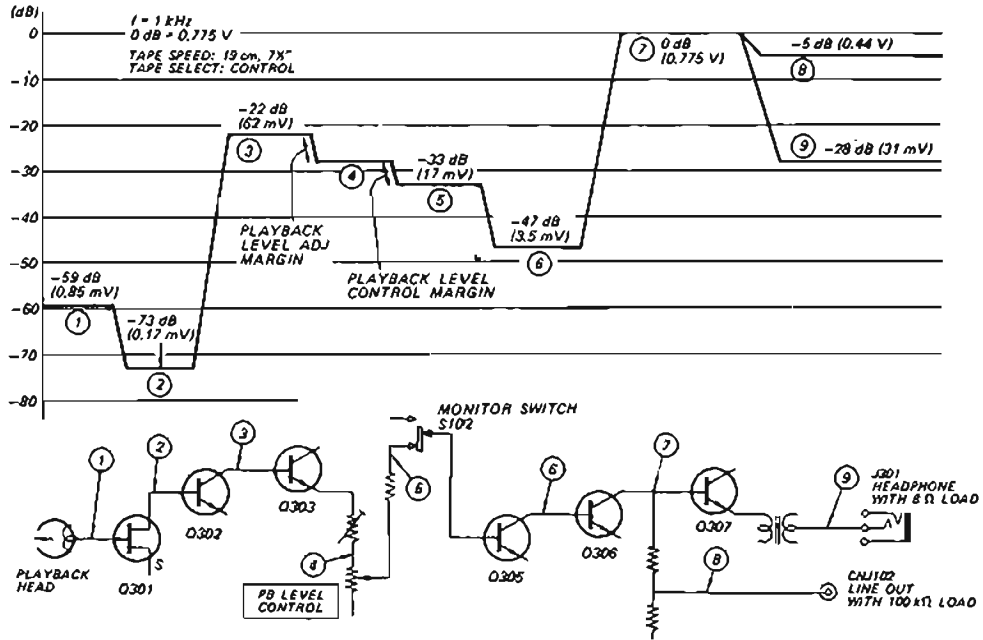 (dB)
0
-10
-20
-30
-40
-50
-60
-70
-80
f = 1 kHz
0 dB = 0.775 V
TAPE SPEED: 19 cm, 7½"
TAPE SELECT: CONTROL
-59 dB
(0.85 mV)
1
-73 dB
(0.17 mV)
2
-22 dB
(62 mV)
3
PLAYBACK
LEVEL ADJ
MARGIN
4
PLAYBACK LEVEL
CONTROL MARGIN
-33 dB
(17 mV)
5
-47 dB
(3.5 mV)
6
7
0 dB
(0.775 V)
-5 dB (0.44 V)
8
9
-28 dB (31 mV)
MONITOR SWITCH
S102
1
2
3
4
5
6
7
8
9
PLAYBACK
HEAD
S
Q301
Q302
Q303
PB LEVEL
CONTROL
Q305
Q306
Q307
J301
HEADPHONE
WITH 8 Ω LOAD
CNJ102
LINE OUT
WITH 100 kΩ LOAD